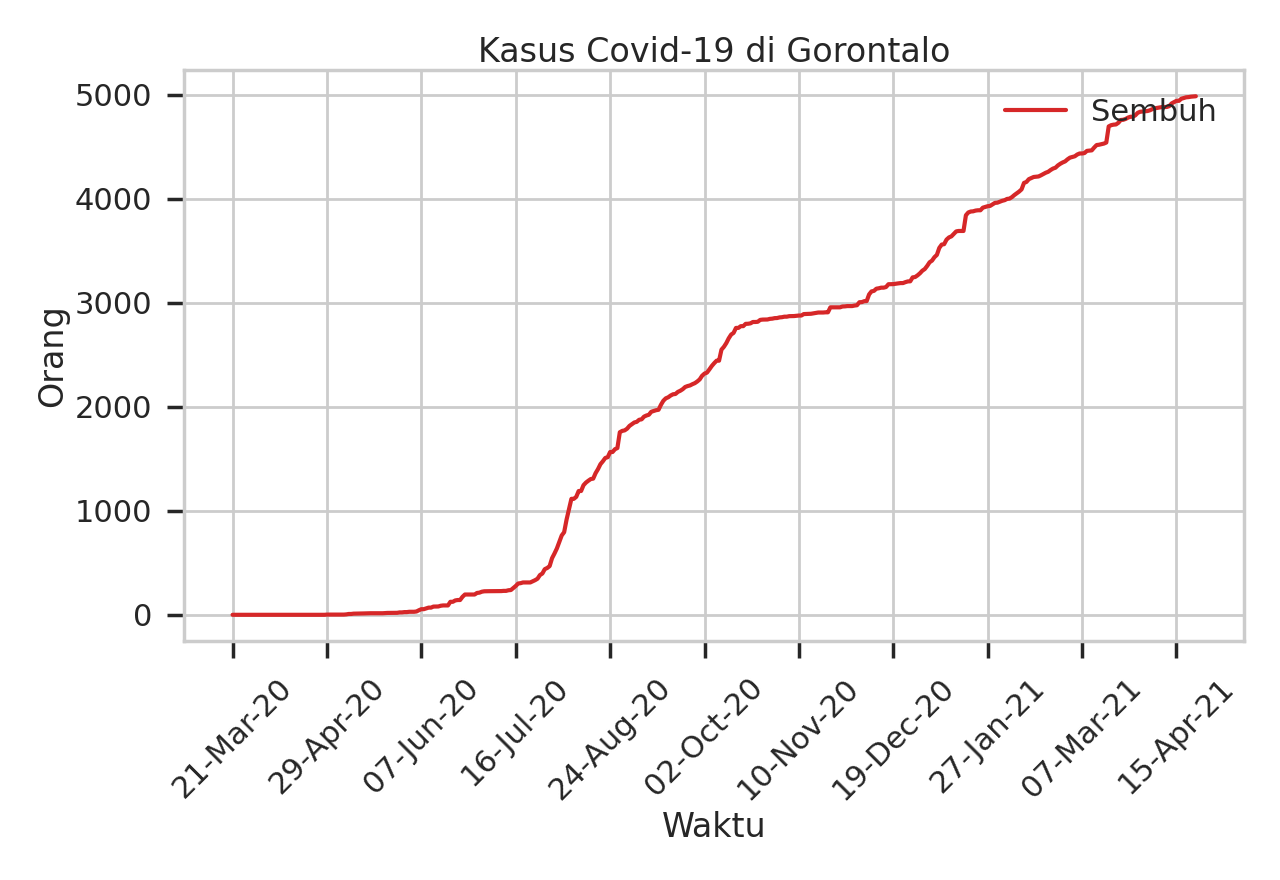 Kasus Covid-19 di Gorontalo
Sembuh
Orang
5000
4000
3000
2000
1000
0
21-Mar-20
29-Apr-20
07-Jun-20
16-Jul-20
24-Aug-20
02-Oct-20
10-Nov-20
19-Dec-20
27-Jan-21
07-Mar-21
15-Apr-21
Waktu